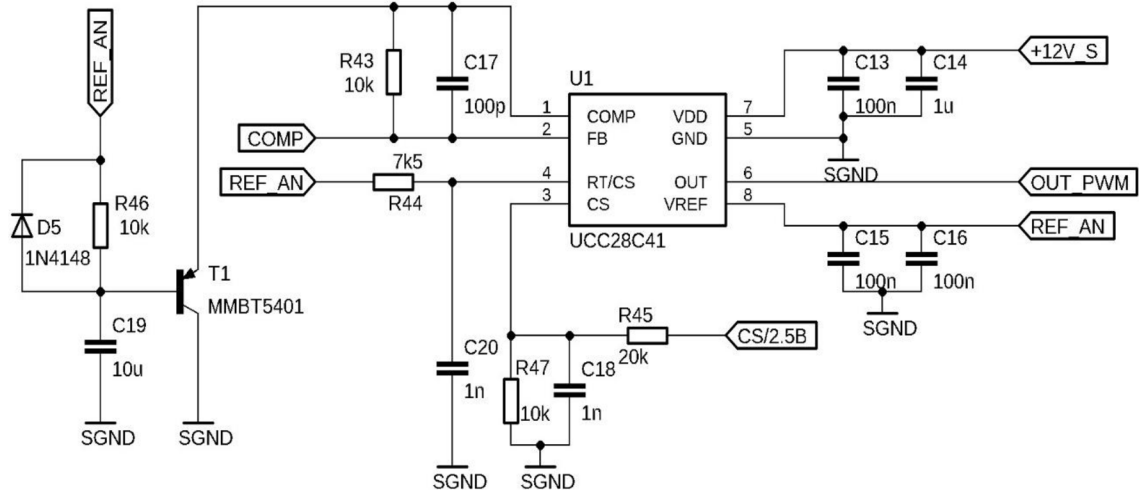 REF_AN
R43
10k
C17
100p
U1
COMP
REF_AN
7k5
R44
1
2
4
3
COMP
FB
RT/CS
CS
VDD
GND
OUT
VREF
7
5
6
8
UCC28C41
C13
100n
C14
1u
+12V_S
SGND
OUT_PWM
REF_AN
C15
100n
C16
100n
SGND
D5
1N4148
R46
10k
T1
MMBT5401
C19
10u
SGND
SGND
C20
1n
SGND
R47
10k
C18
1n
SGND
R45
20k
CS/2.5B